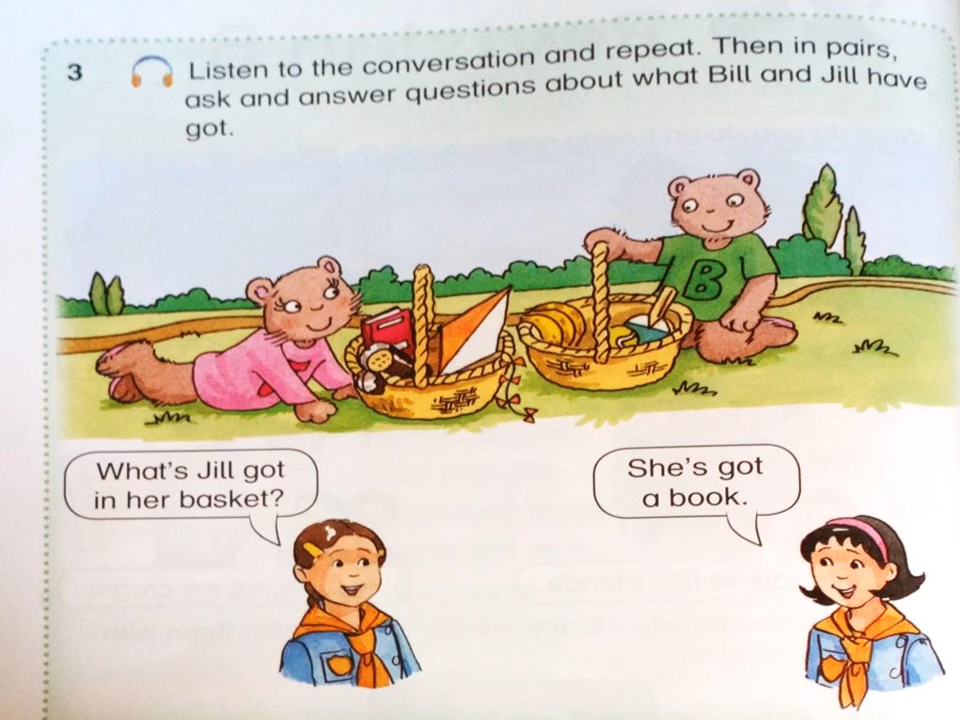 3 Listen to the conversation and repeat. Then in pairs,
ask and answer questions about what Bill and Jill have
got.
B
What's Jill got
in her basket?
She's got
a book.